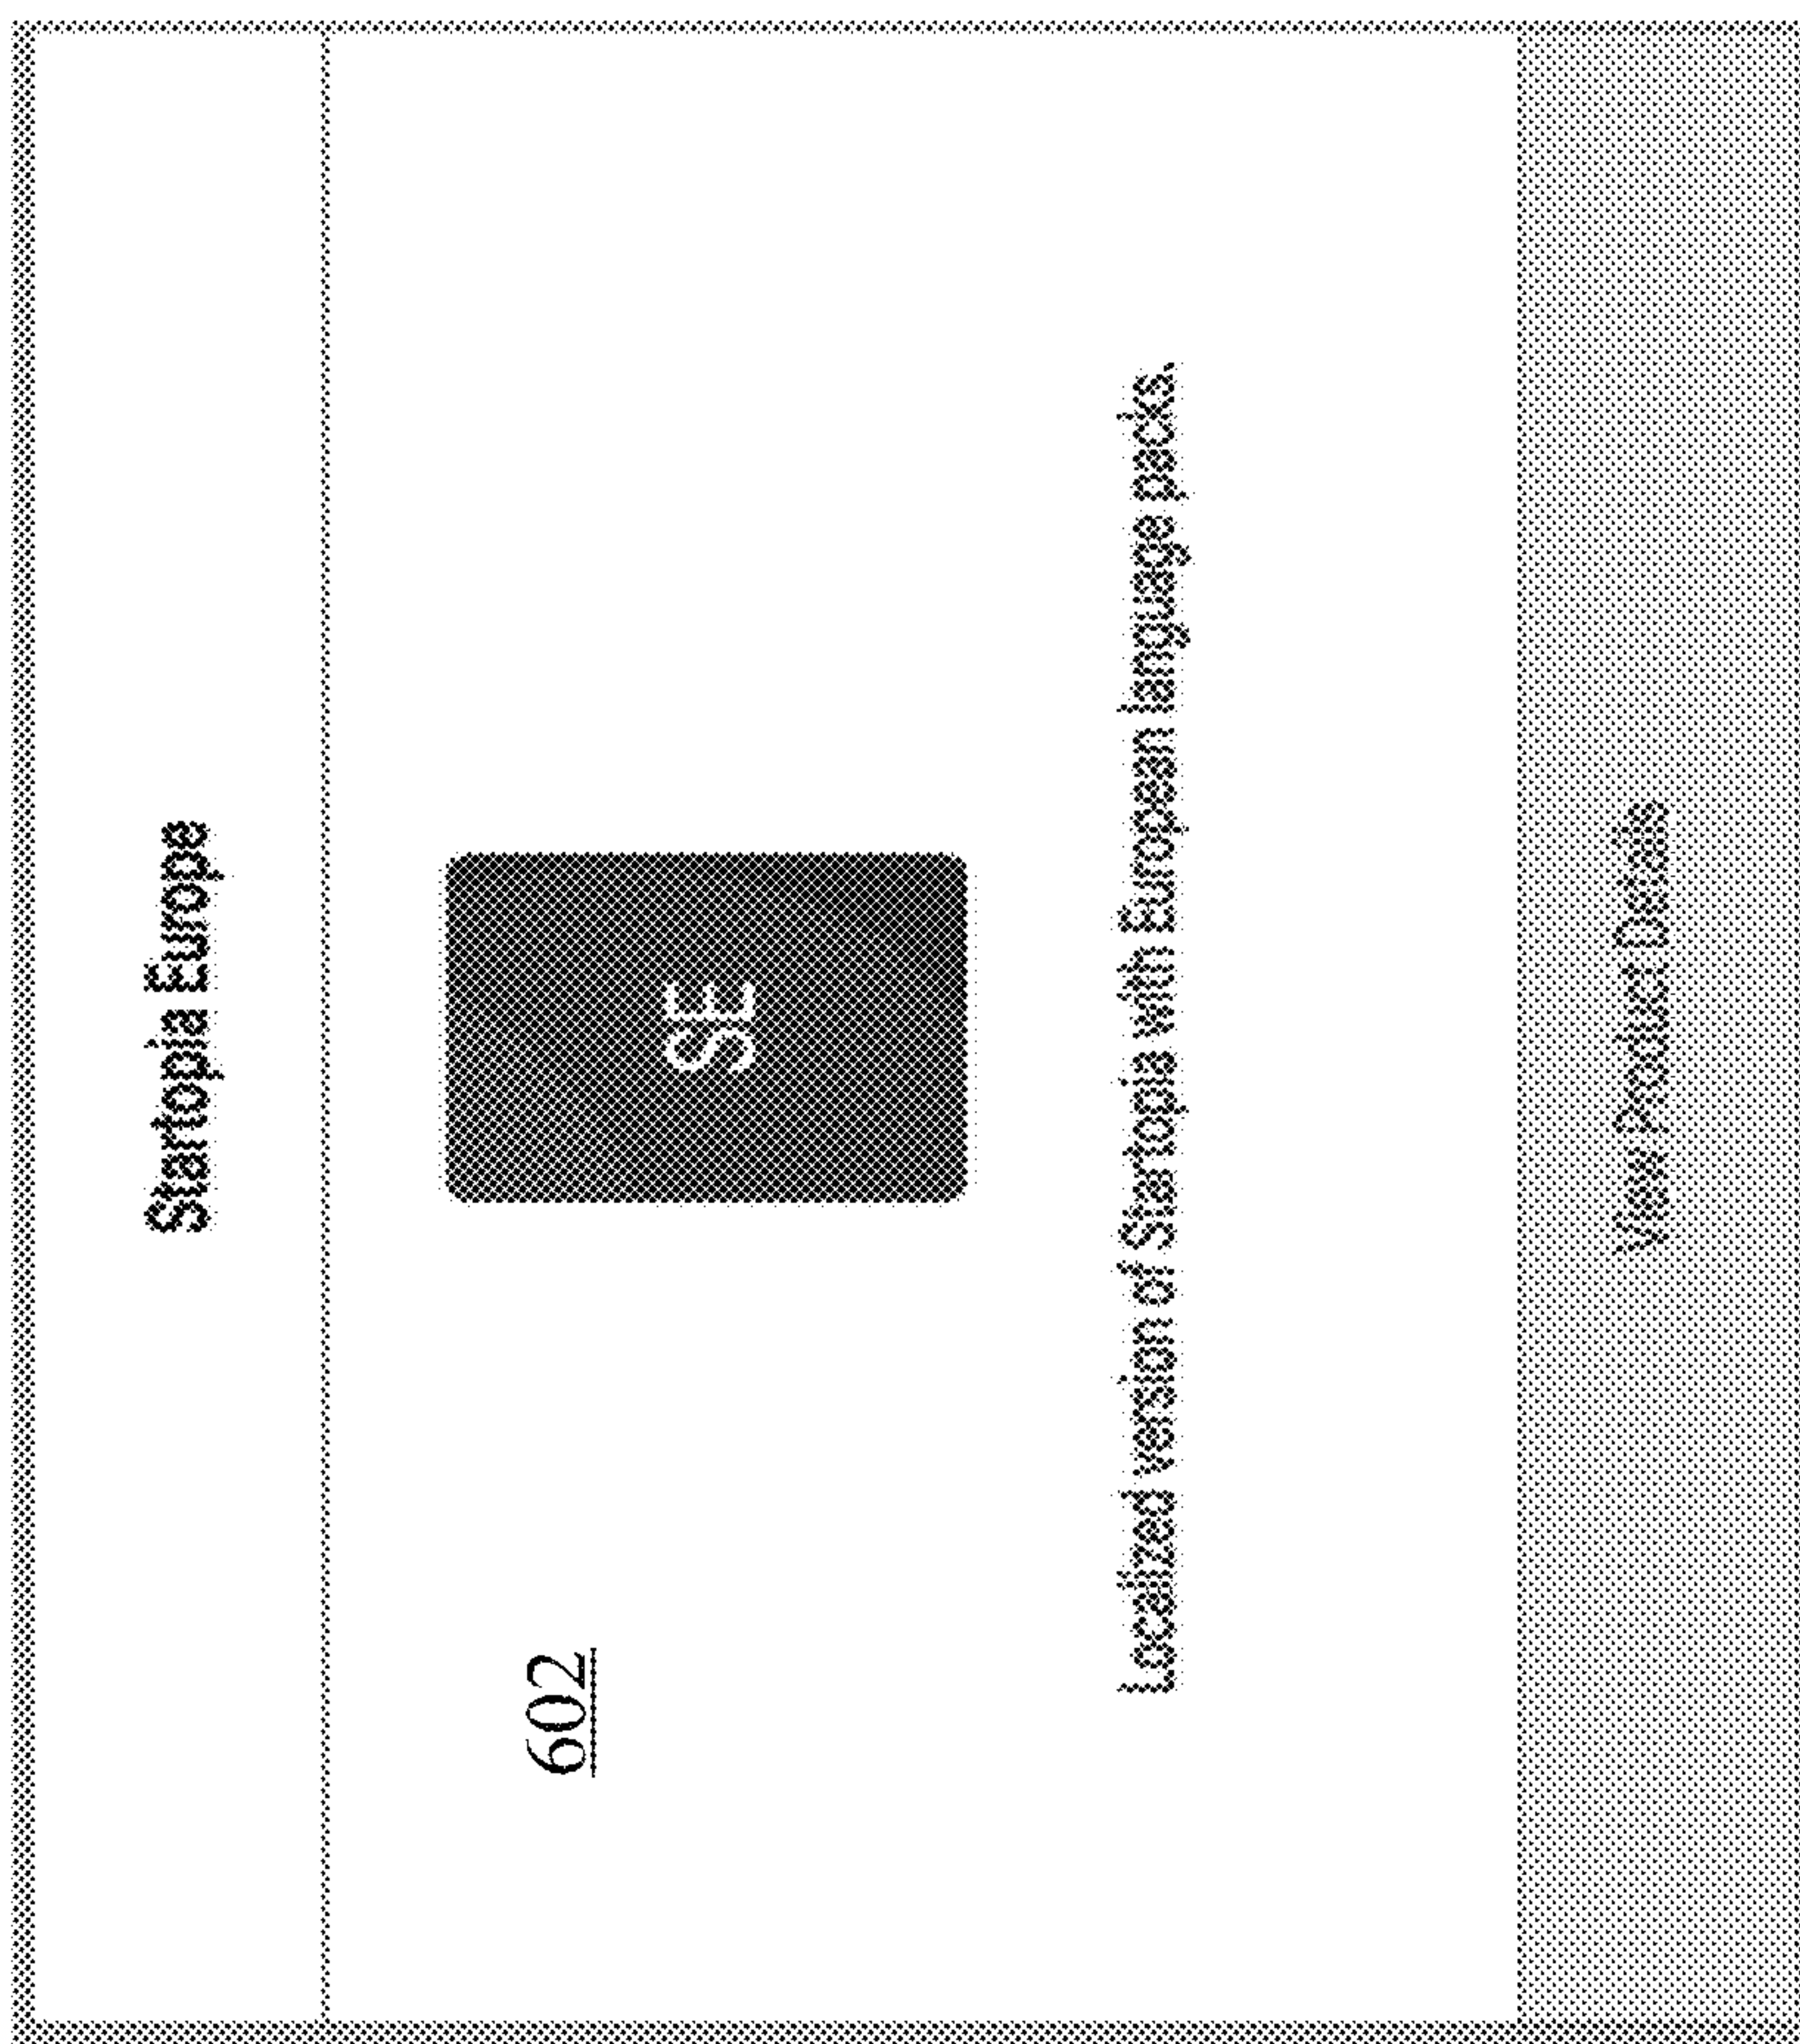 Startopia Europe
602
SE
Localized version of Startopia with European language packs.
View Product Details